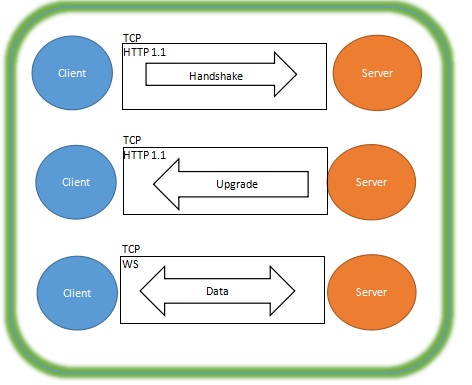 TCP
HTTP 1.1
Client
Handshake
Server
TCP
HTTP 1.1
Client
Upgrade
Server
TCP
WS
Client
Data
Server